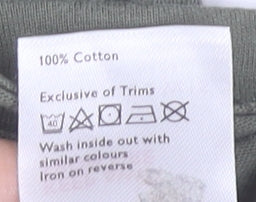 100% Cotton
Exclusive of Trims
40
Wash inside out with
similar colours
Iron on reverse